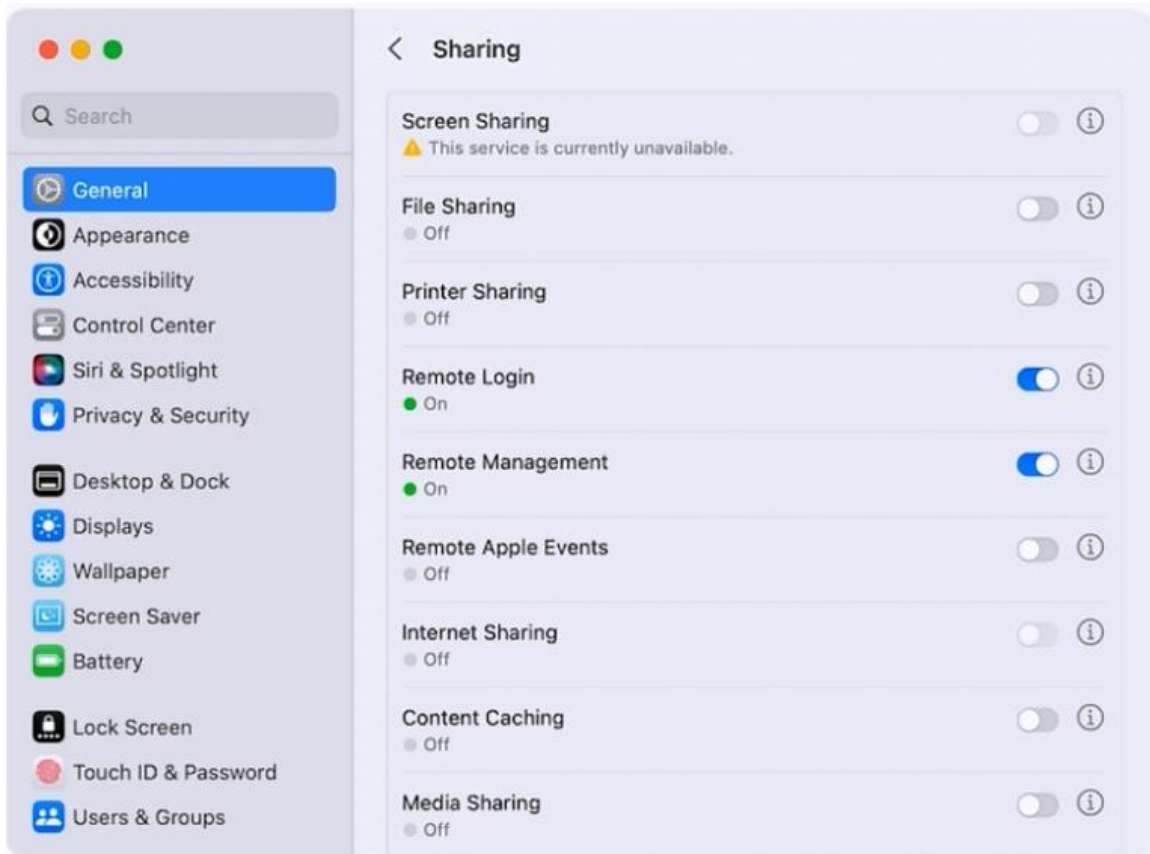 Search
General
Appearance
Accessibility
Control Center
Siri & Spotlight
Privacy & Security
Desktop & Dock
Displays
Wallpaper
Screen Saver
Battery
Lock Screen
Touch ID & Password
Users & Groups
Sharing
Screen Sharing
This service is currently unavailable.
File Sharing
Off
Printer Sharing
Off
Remote Login
On
Remote Management
On
Remote Apple Events
Off
Internet Sharing
Off
Content Caching
Off
Media Sharing
Off